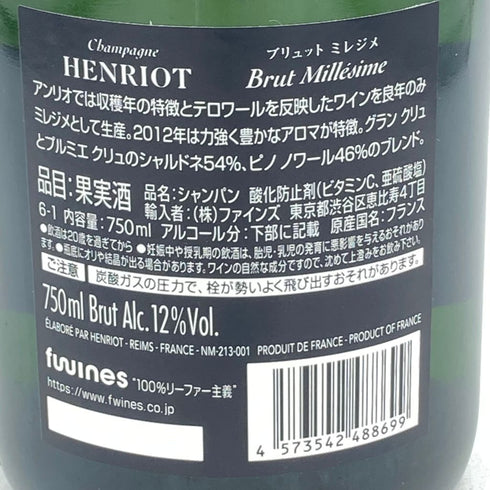 Champagne
HENRIOT
ブリュット ミレジメ
Brut Millésime
アンリオでは収穫年の特徴とテロワールを反映したワインを良年のみ
ミレジメとして生産。2012年は力強く豊かなアロマが特徴。グラン クリュ
とプルミエ クリュのシャルドネ54%、ピノ ノワール46%のブレンド。
品目:果実酒 品名:シャンパン 酸化防止剤(ビタミンC、亜硫酸塩)
輸入者:(株)ファインズ 東京都渋谷区恵比寿4丁目
6-1 内容量:750ml アルコール分:下部に記載 原産国名:フランス
●飲酒は20歳を過ぎてから ●妊娠中や授乳期の飲酒は、胎児・乳児の発育に悪影響を与えるおそれがあり
ます ●瓶底にオリや結晶が出る場合があります。ワインの自然な成分ですので、沈めて上澄みをお飲み下さい。
ご注意 炭酸ガスの圧力で、栓が勢いよく飛び出すおそれがあります。
750ml Brut Alc. 12% Vol.
ÉLABORÉ PAR HENRIOT - REIMS - FRANCE - NM-213-001 PRODUIT DE FRANCE - PRODUCT OF FRANCE
fwines "100%リーファー主義"
https://www.fwines.co.jp
4 573542 488699